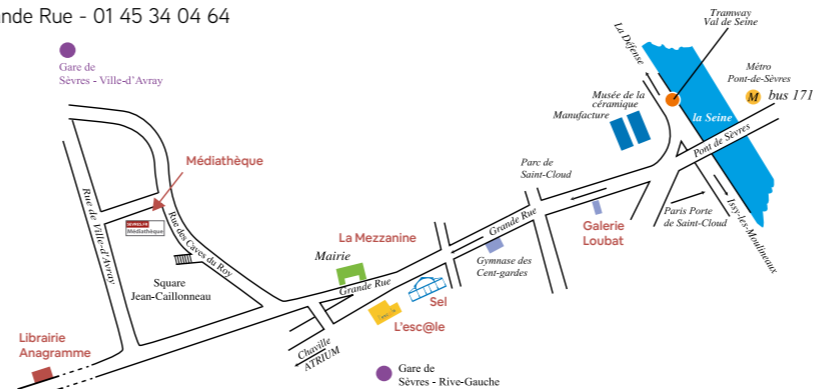 ande Rue - 01 45 34 04 64
Tramway
Val de Seine
La Défense
Gare de
Sèvres - Ville-d'Avray
Métro
Pont-de-Sèvres
M bus 171
Musée de la
céramique
Manufacture
la Seine
Pont de Sèvres
Médiathèque
Parc de
Saint-Cloud
Rue de Ville-d'Avray
Médiathèque
Rue des Caves du Roy
Issy-les-Moulineaux
Paris Porte
de Saint-Cloud
Galerie
Loubat
Grande Rue
La Mezzanine
Mairie
Gymnase des
Cent-gardes
Square
Jean-Caillonneau
Grande Rue
Sel
L'esc@le
Librairie
Anagramme
Chaville
ATRIUM
Gare de
Sèvres - Rive-Gauche